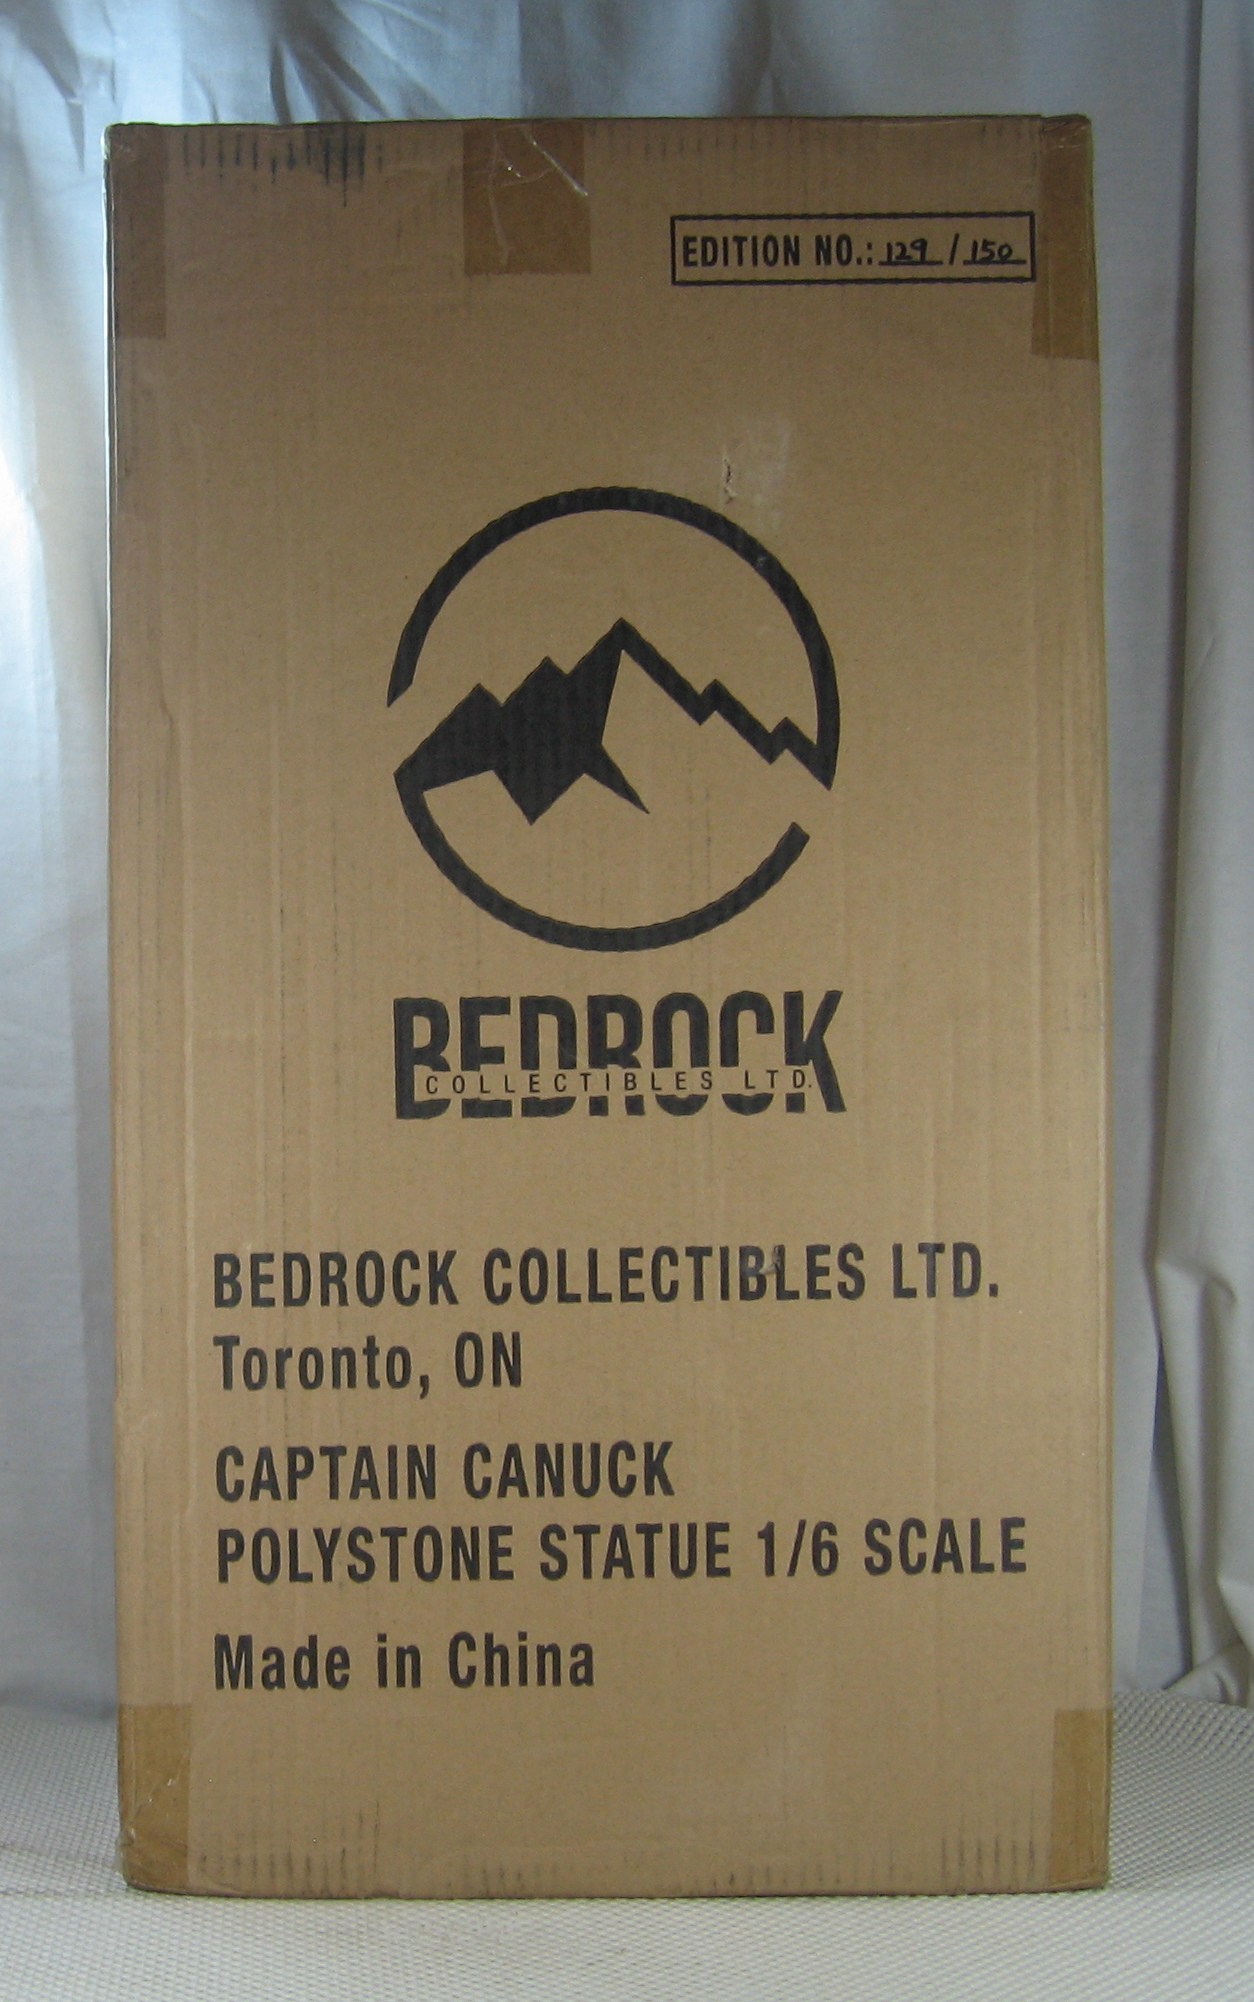 EDITION NO.: 129 / 150
BEDROCK
COLLECTIBLES LTD.
BEDROCK COLLECTIBLES LTD.
Toronto, ON
CAPTAIN CANUCK
POLYSTONE STATUE 1/6 SCALE
Made in China